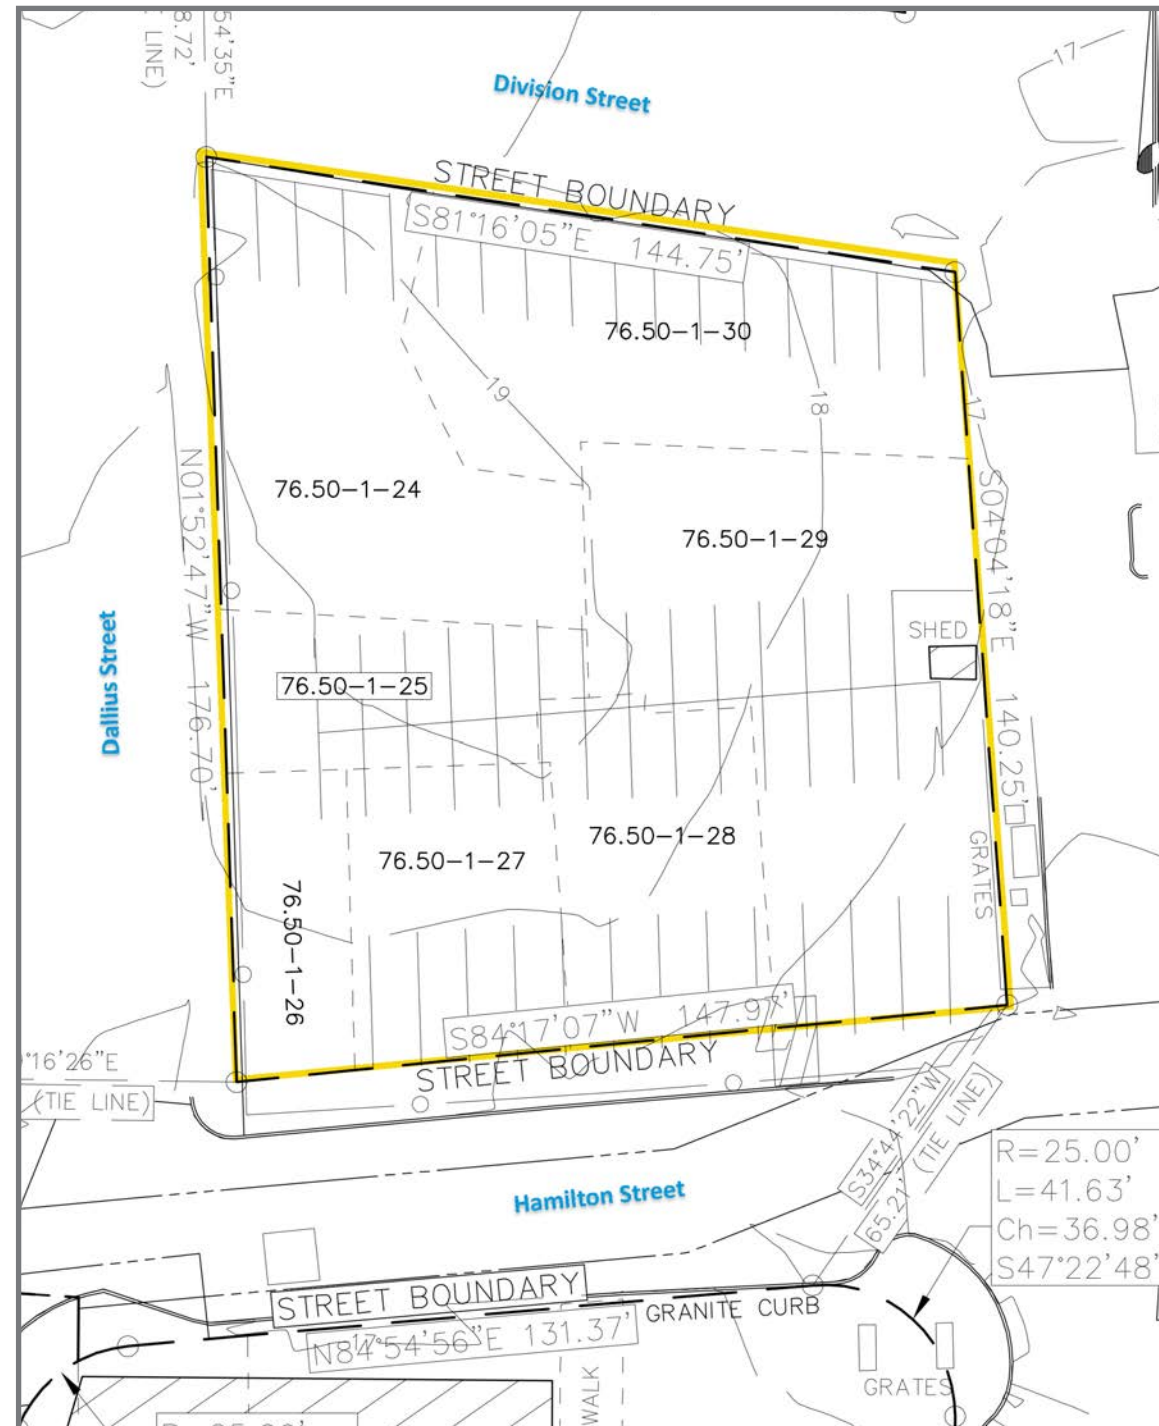 54'35"E
8.72'
LINE)
Division Street
17
STREET BOUNDARY
S81°16'05"E 144.75'
76.50-1-30
19
18
17
76.50-1-24
N01°52'47"W 176.70'
76.50-1-29
S04°04'18"E 140.25'
SHED
Dallius Street
76.50-1-25
76.50-1-28
76.50-1-27
GRATES
76.50-1-26
S84°17'07"W 147.97'
STREET BOUNDARY
°16'26"E
(TIE LINE)
S34°44'22"W
65.21'
(TIE LINE)
R=25.00'
L=41.63'
Ch=36.98'
S47°22'48"
Hamilton Street
STREET BOUNDARY
GRANITE CURB
17
N84°54'56"E 131.37'
GRATES
WALK